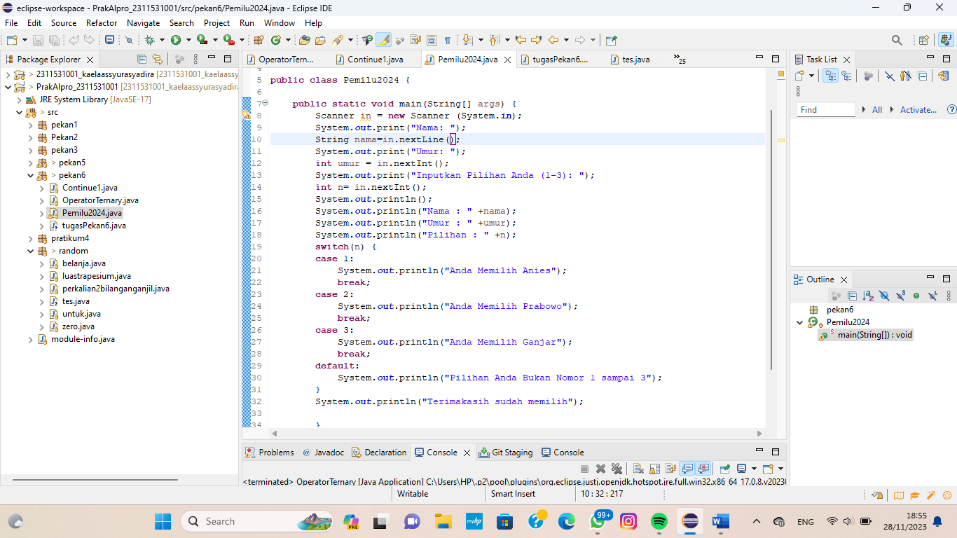 eclipse-workspace - PrakAlpro_2311531001/src/pekan6/Pemilu2024.java - Eclipse IDE
File Edit Source Refactor Navigate Search Project Run Window Help
Package Explorer
2311531001_kaelaassyurasyadira [2311531001_kaelaassy
PrakAlpro_2311531001 [2311531001_kaelaassyurasyadira
JRE System Library [JavaSE-17]
src
pekan1
Pekan2
pekan3
> pekan5
> pekan6
Continue1.java
OperatorTernary.java
Pemilu2024.java
tugasPekan6.java
pratikum4
> random
belanja.java
luastrapesium.java
perkalian2bilanganganjil.java
tes.java
untuk.java
zero.java
module-info.java
OperatorTern... Continue1.java Pemilu2024.java tugasPekan6.... tes.java »25
5 public class Pemilu2024 {
6
7 public static void main(String[] args) {
8 Scanner in = new Scanner (System.in);
9 System.out.print("Nama: ");
10 String nama=in.nextLine();
11 System.out.print("Umur: ");
12 int umur = in.nextInt();
13 System.out.print("Inputkan Pilihan Anda (1-3): ");
14 int n= in.nextInt();
15 System.out.println();
16 System.out.println("Nama : " +nama);
17 System.out.println("Umur : " +umur);
18 System.out.println("Pilihan : " +n);
19 switch(n) {
20 case 1:
21 System.out.println("Anda Memilih Anies");
22 break;
23 case 2:
24 System.out.println("Anda Memilih Prabowo");
25 break;
26 case 3:
27 System.out.println("Anda Memilih Ganjar");
28 break;
29 default:
30 System.out.println("Pilihan Anda Bukan Nomor 1 sampai 3");
31 }
32 System.out.println("Terimakasih sudah memilih");
33
}
Problems Javadoc Declaration Console Git Staging Console
<terminated> OperatorTernary [Java Application] C:\Users\HP\.p2\pool\plugins\org.eclipse.justj.openjdk.hotspot.jre.full.win32.x86_64_17.0.8.v2023
Task List
Find All Activate...
Outline
pekan6
Pemilu2024
main(String[]) : void
Writable Smart Insert 10 : 32 : 217
Search
99+
ENG
18:55
28/11/2023